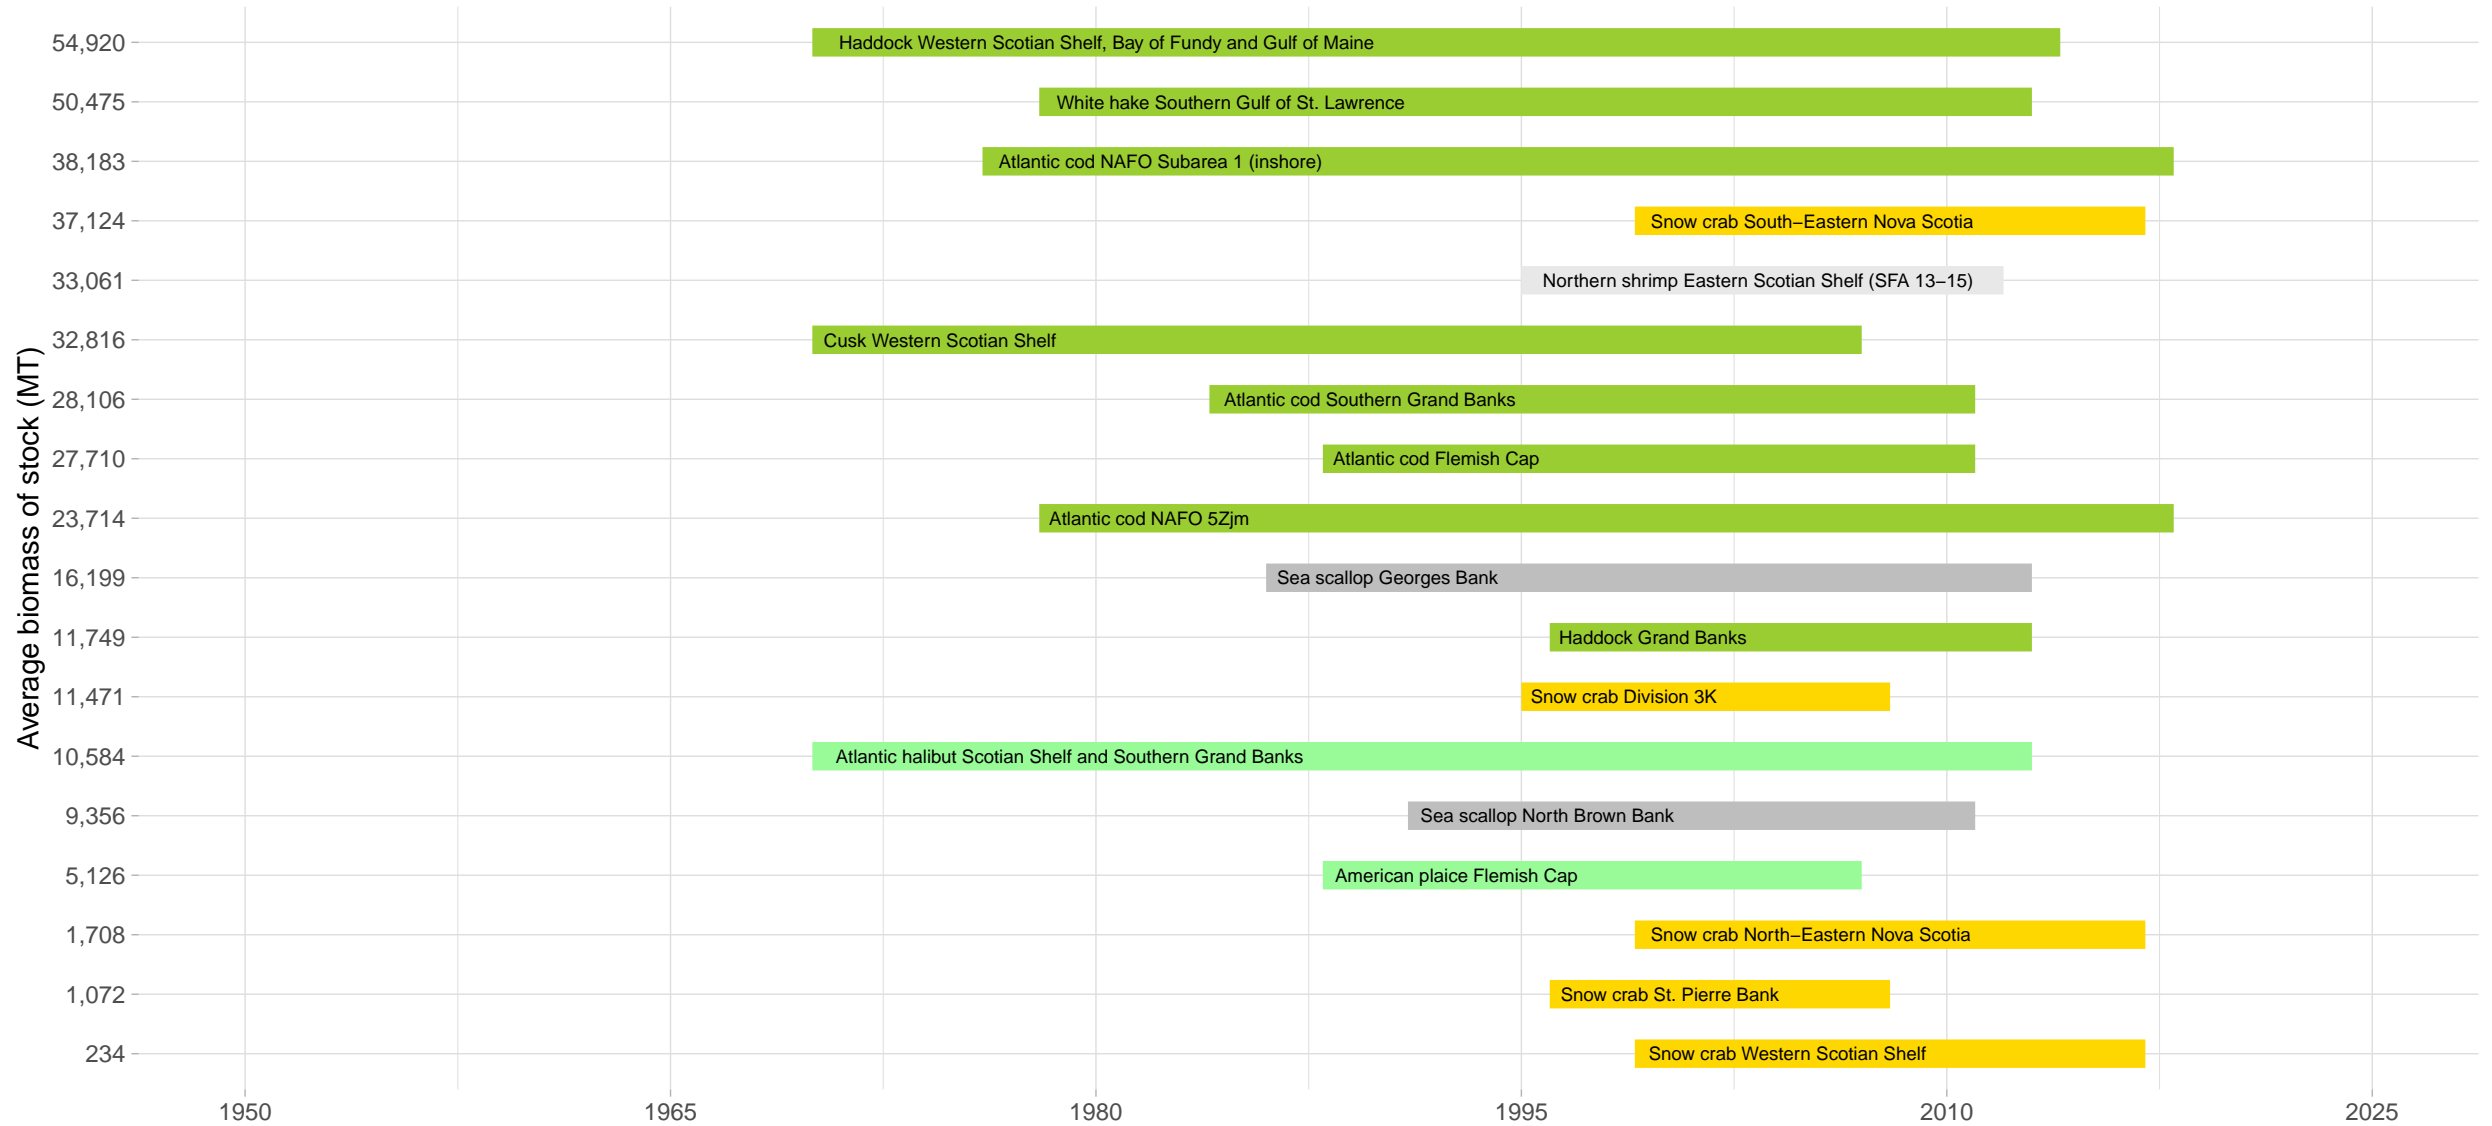 54,920 Haddock Western Scotian Shelf, Bay of Fundy and Gulf of Maine
50,475 White hake Southern Gulf of St. Lawrence
38,183 Atlantic cod NAFO Subarea 1 (inshore)
37,124 Snow crab South−Eastern Nova Scotia
33,061 Northern shrimp Eastern Scotian Shelf (SFA 13−15)
32,816 Cusk Western Scotian Shelf
28,106 Atlantic cod Southern Grand Banks
27,710 Atlantic cod Flemish Cap
23,714 Atlantic cod NAFO 5Zjm
16,199 Sea scallop Georges Bank
11,749 Haddock Grand Banks
11,471 Snow crab Division 3K
10,584 Atlantic halibut Scotian Shelf and Southern Grand Banks
9,356 Sea scallop North Brown Bank
5,126 American plaice Flemish Cap
1,708 Snow crab North−Eastern Nova Scotia
1,072 Snow crab St. Pierre Bank
234 Snow crab Western Scotian Shelf
Average biomass of stock (MT)
1950 1965 1980 1995 2010 2025